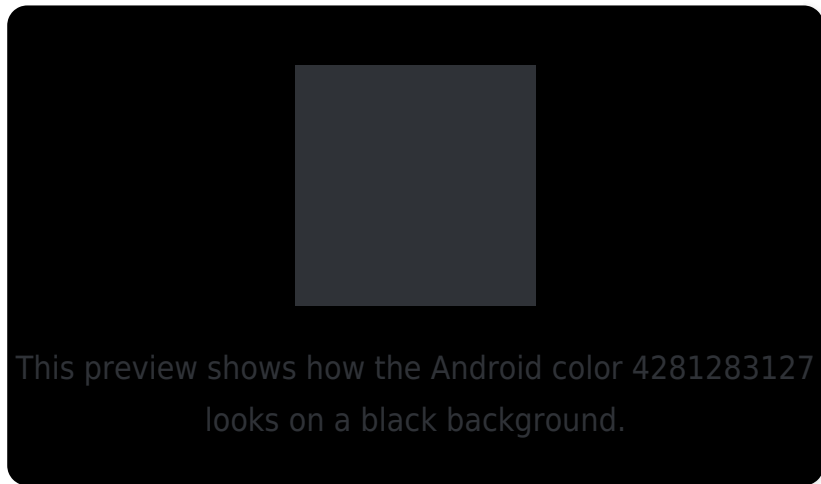 This preview shows how the Android color 4281283127
looks on a black background.